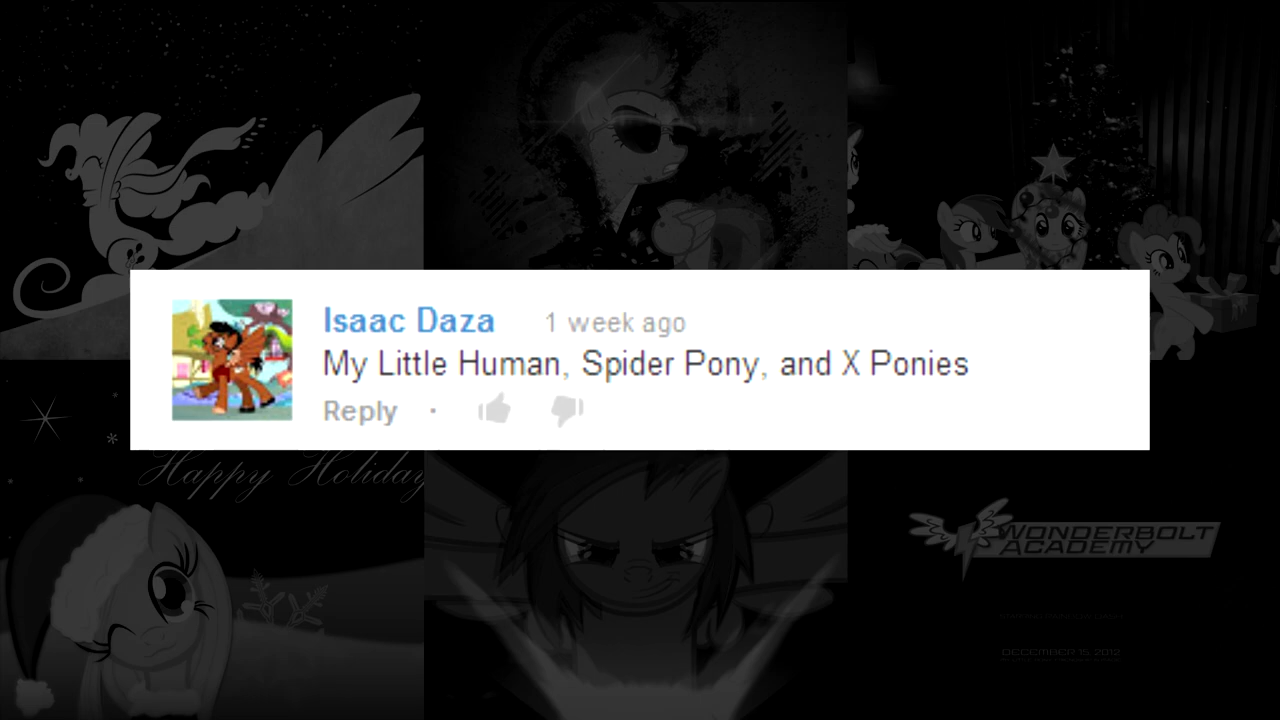 Isaac Daza 1 week ago
My Little Human, Spider Pony, and X Ponies
Reply ·
Happy Holiday
WONDERBOLT
ACADEMY
DECEMBER 15, 2012